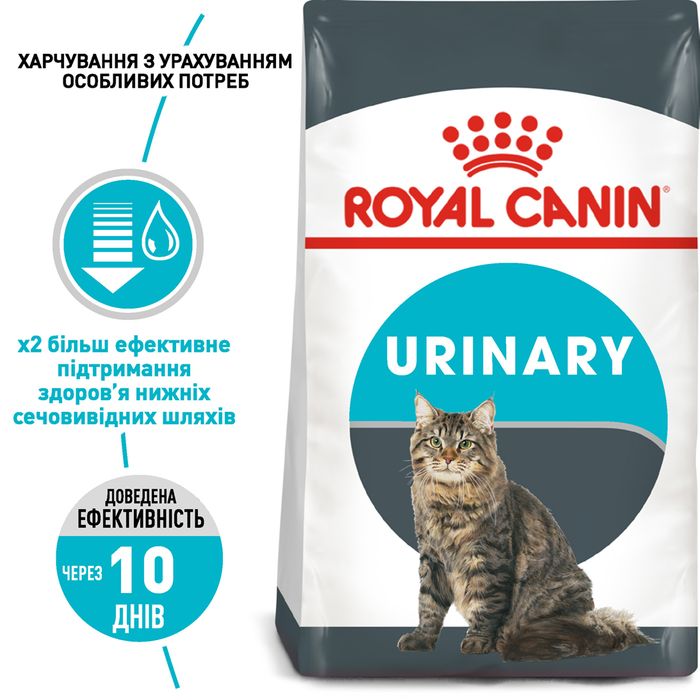 ХАРЧУВАННЯ З УРАХУВАННЯМ
ОСОБЛИВИХ ПОТРЕБ
x2 більш ефективне
підтримання
здоров'я нижніх
сечовивідних шляхів
ДОВЕДЕНА
ЕФЕКТИВНІСТЬ
ЧЕРЕЗ 10
ДНІВ
ROYAL CANIN
URINARY